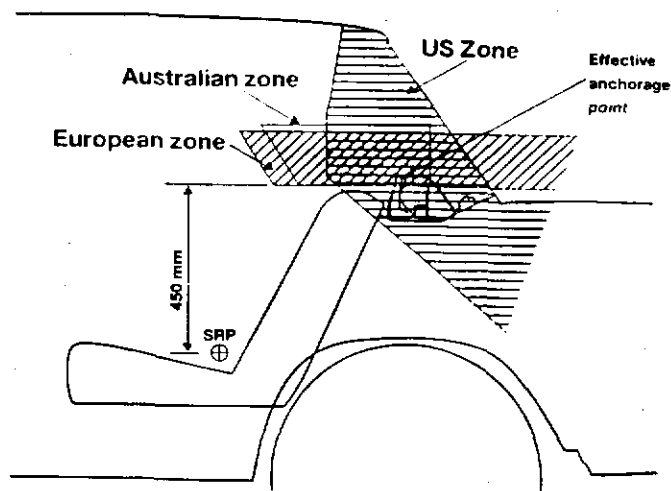 US Zone
Effective
anchorage
point
Australian zone
European zone
450 mm
SRP